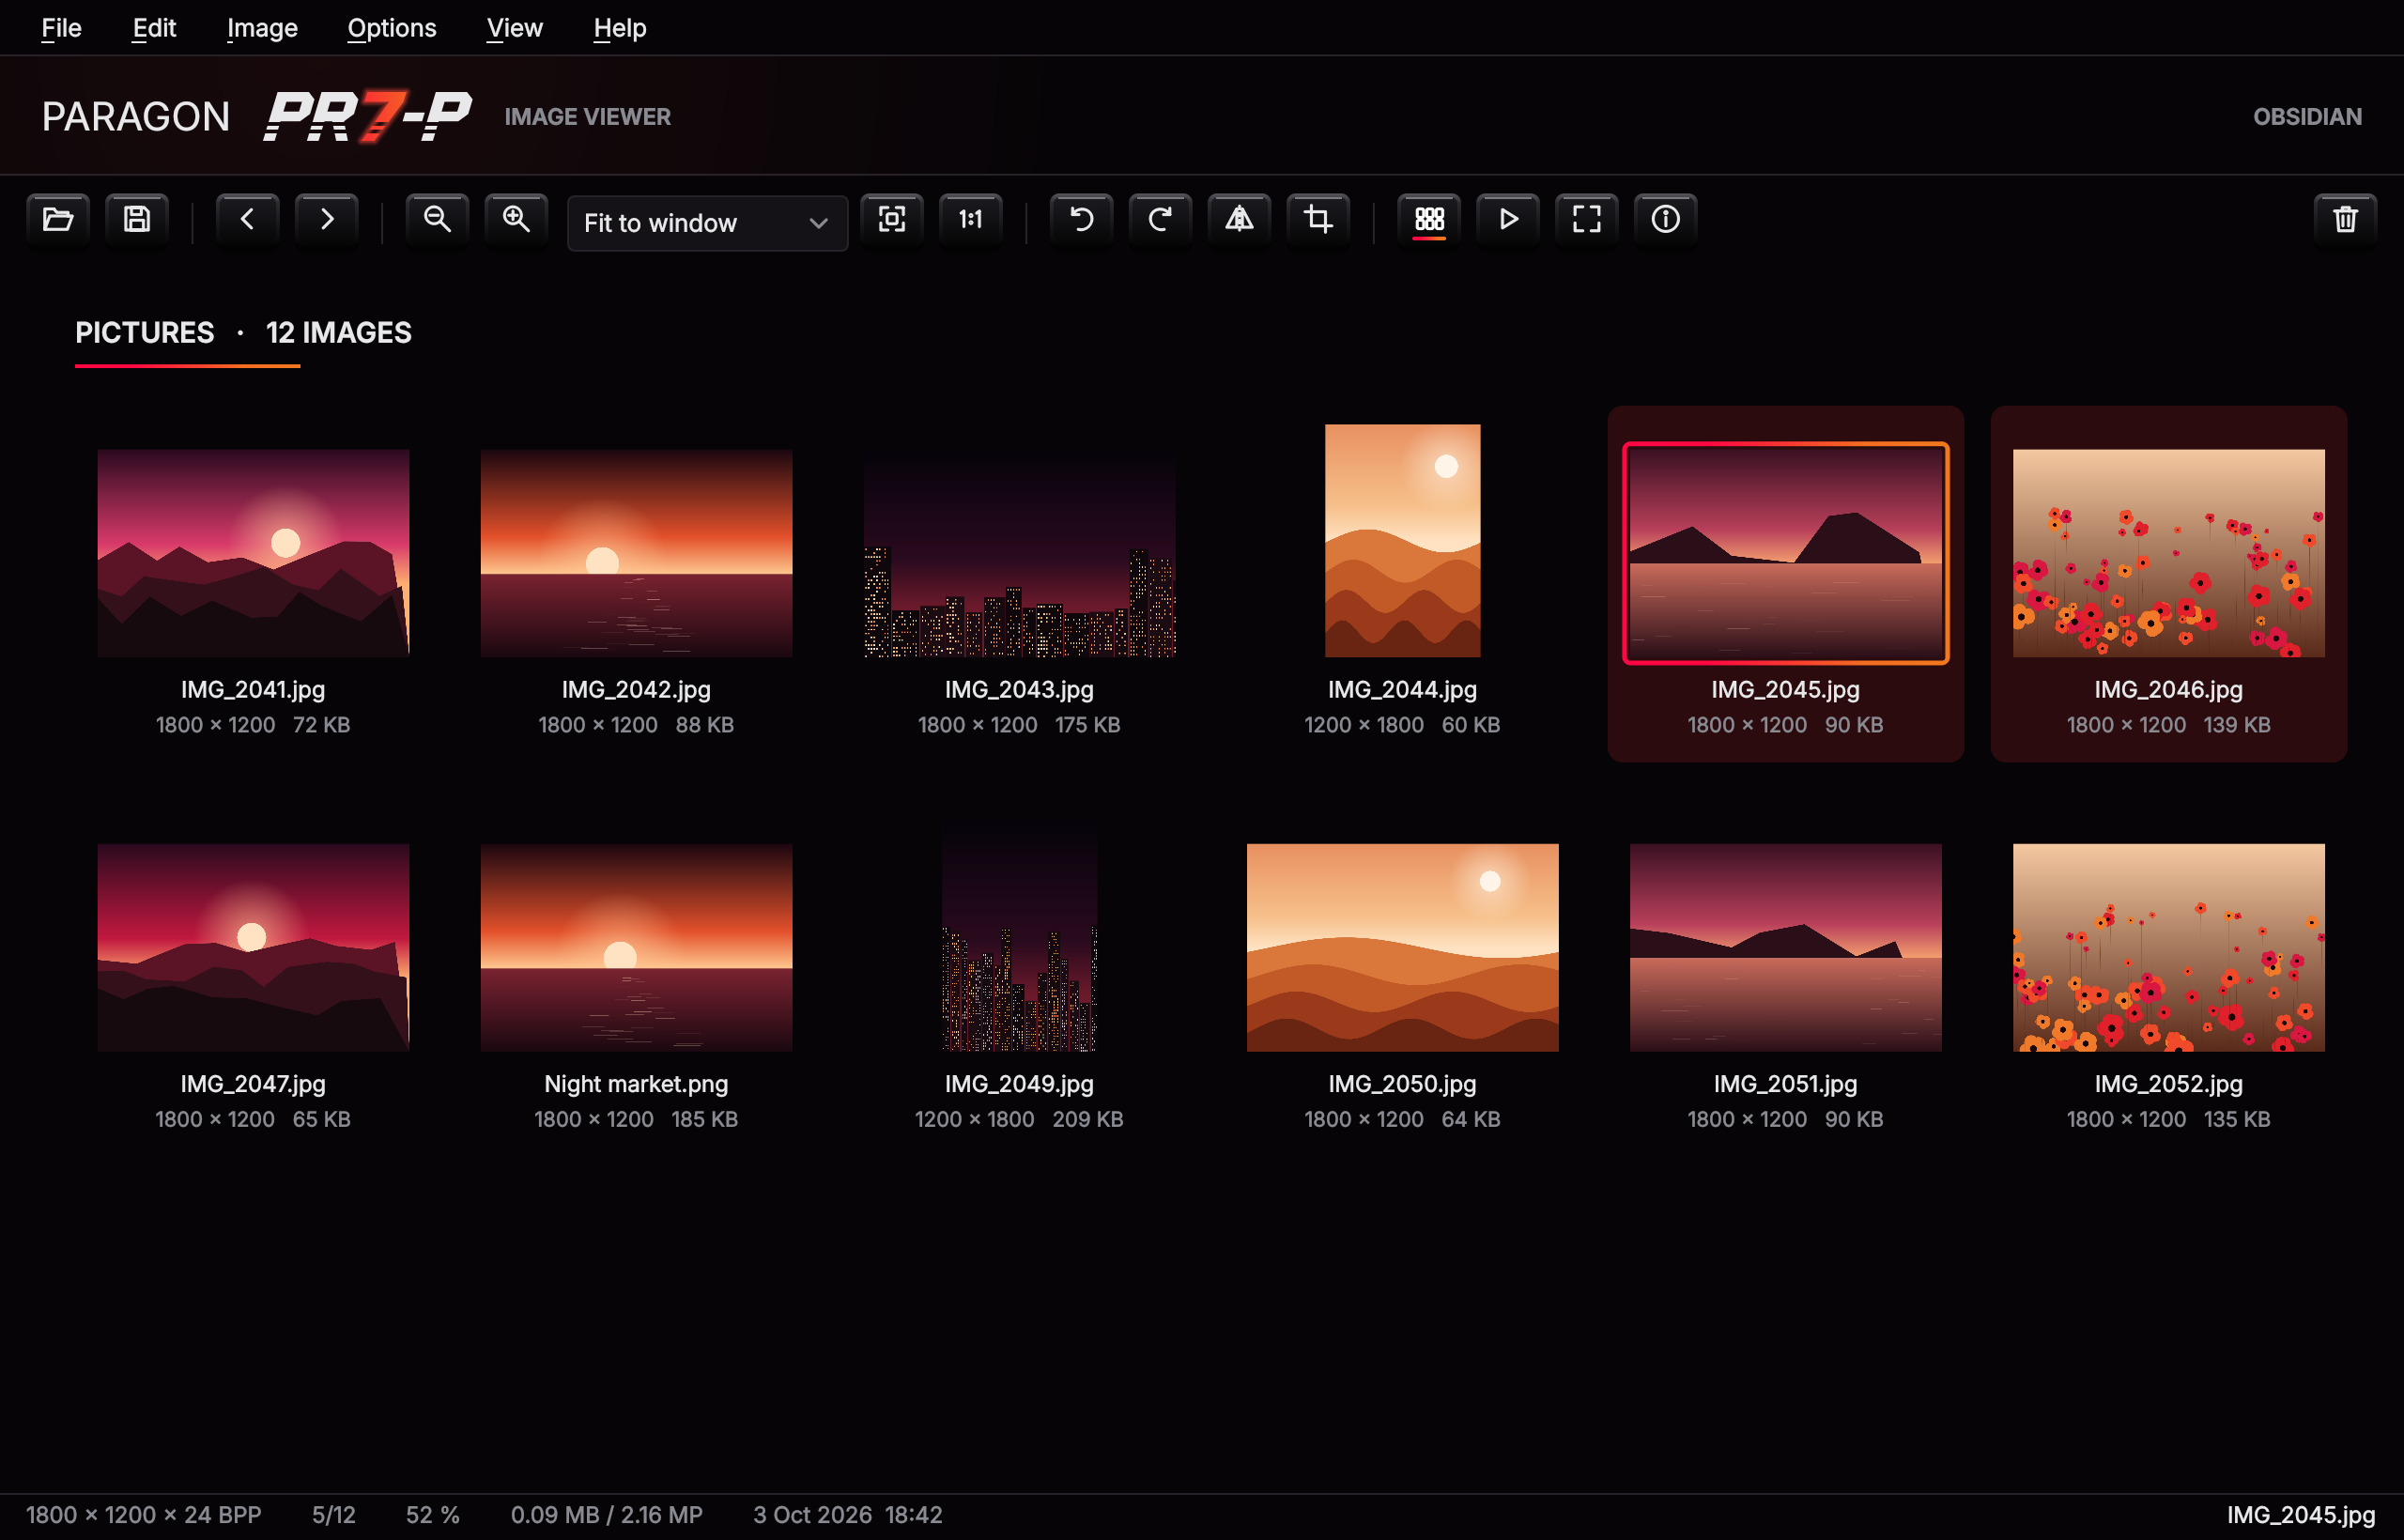 File Edit Image Options View Help
PARAGON PR7-P IMAGE VIEWER OBSIDIAN
Fit to window 1:1
PICTURES · 12 IMAGES
IMG_2041.jpg IMG_2042.jpg IMG_2043.jpg IMG_2044.jpg IMG_2045.jpg IMG_2046.jpg
1800 × 1200 72 KB 1800 × 1200 88 KB 1800 × 1200 175 KB 1200 × 1800 60 KB 1800 × 1200 90 KB 1800 × 1200 139 KB
IMG_2047.jpg Night market.png IMG_2049.jpg IMG_2050.jpg IMG_2051.jpg IMG_2052.jpg
1800 × 1200 65 KB 1800 × 1200 185 KB 1200 × 1800 209 KB 1800 × 1200 64 KB 1800 × 1200 90 KB 1800 × 1200 135 KB
1800 × 1200 × 24 BPP 5/12 52 % 0.09 MB / 2.16 MP 3 Oct 2026 18:42 IMG_2045.jpg